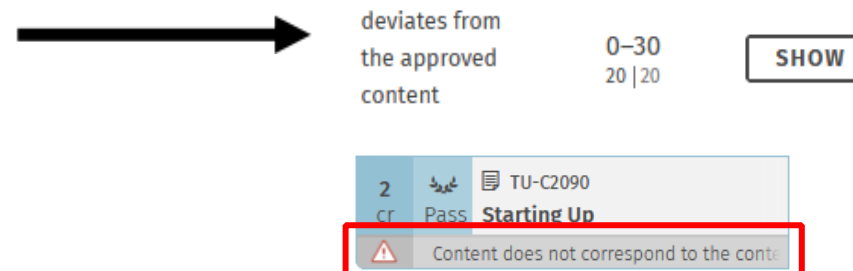 deviates from
the approved
content
0–30
20 | 20
SHOW
2
cr
Pass
TU-C2090
Starting Up
Content does not correspond to the